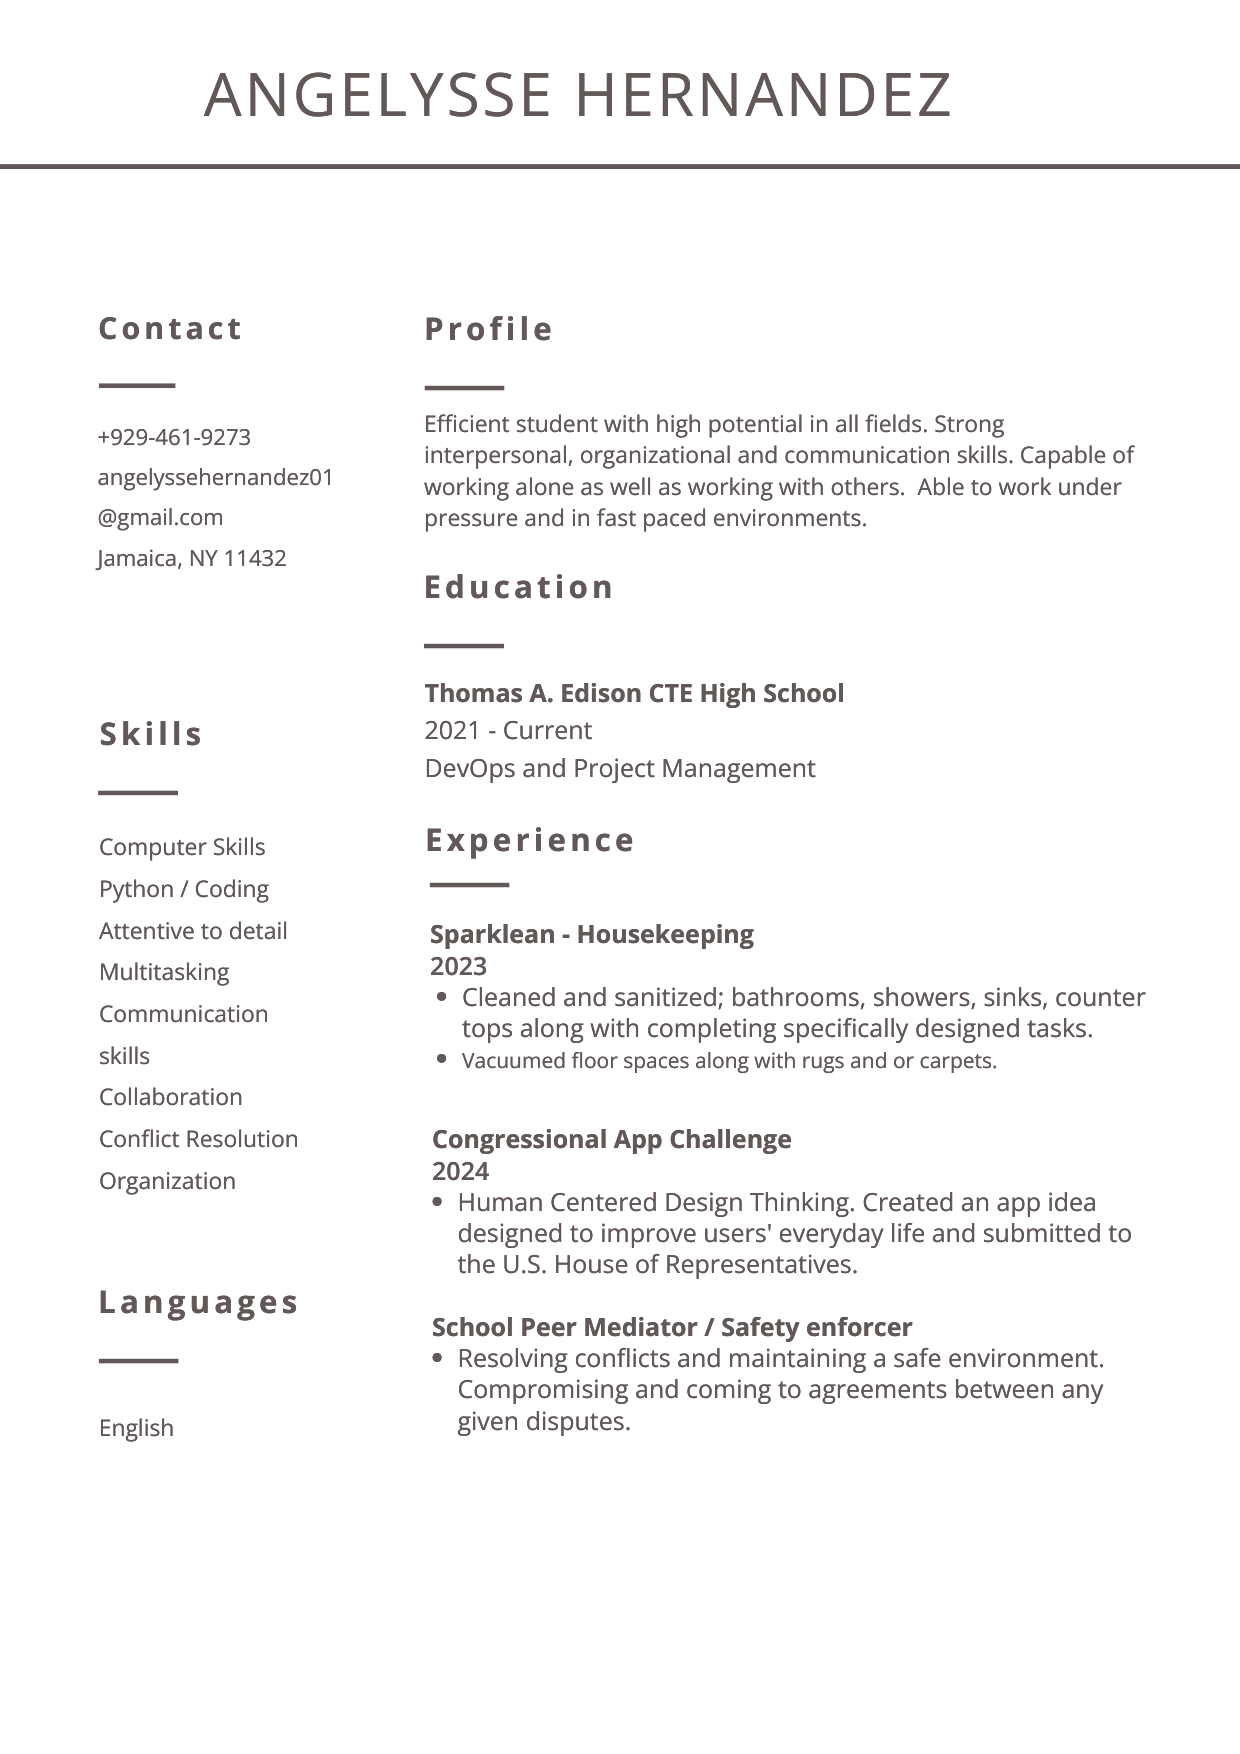 ANGELYSSE HERNANDEZ
Contact
+929-461-9273
angelyssehernandez01
@gmail.com
Jamaica, NY 11432
Skills
Computer Skills
Python / Coding
Attentive to detail
Multitasking
Communication
skills
Collaboration
Conflict Resolution
Organization
Languages
English
Profile
Efficient student with high potential in all fields. Strong
interpersonal, organizational and communication skills. Capable of
working alone as well as working with others.  Able to work under
pressure and in fast paced environments.
Education
Thomas A. Edison CTE High School
2021 - Current
DevOps and Project Management
Experience
Sparklean - Housekeeping
2023
• Cleaned and sanitized; bathrooms, showers, sinks, counter
tops along with completing specifically designed tasks.
• Vacuumed floor spaces along with rugs and or carpets.
Congressional App Challenge
2024
• Human Centered Design Thinking. Created an app idea
designed to improve users' everyday life and submitted to
the U.S. House of Representatives.
School Peer Mediator / Safety enforcer
• Resolving conflicts and maintaining a safe environment.
Compromising and coming to agreements between any
given disputes.